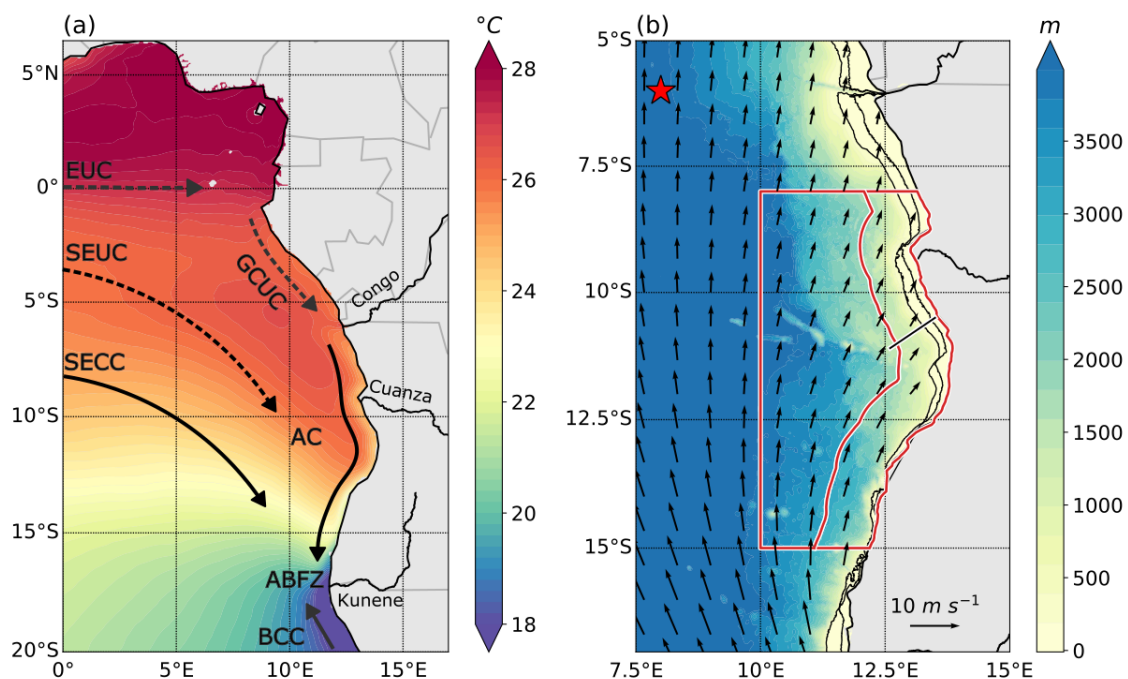 (a)
°C
5°N
0°
5°S
10°S
15°S
20°S
0°
5°E
10°E
15°E
EUC
SEUC
GCUC
Congo
SECC
Cuanza
AC
ABFZ
Kunene
BCC
28
26
24
22
20
18
(b)
m
5°S
7.5°S
10°S
12.5°S
15°S
7.5°E
10°E
12.5°E
15°E
10 m s⁻¹
3500
3000
2500
2000
1500
1000
500
0